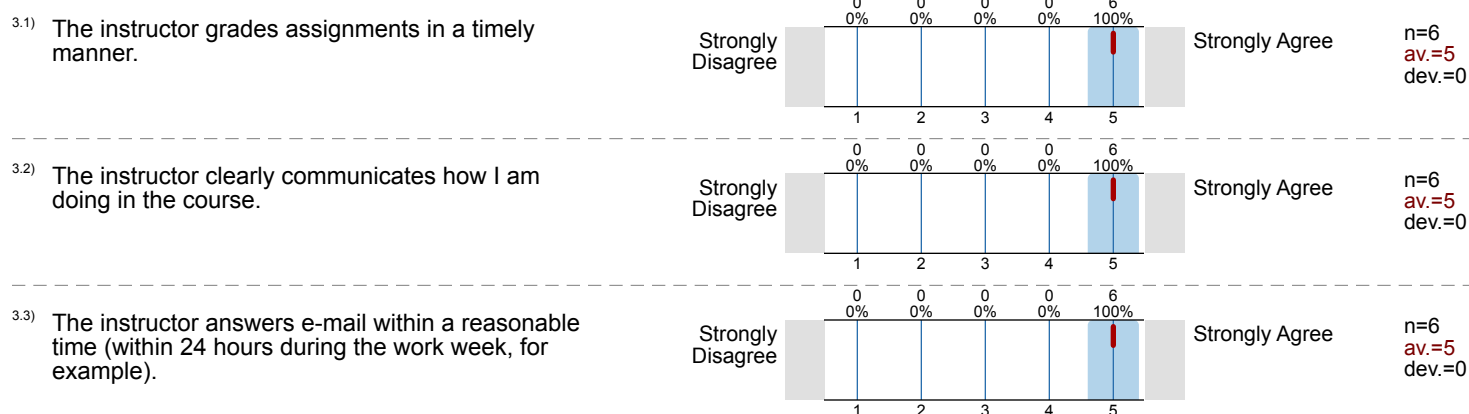 0 0 0 0 6
0% 0% 0% 0% 100%
3.1) The instructor grades assignments in a timely
manner.
Strongly
Disagree
Strongly Agree
n=6
av.=5
dev.=0
1 2 3 4 5
0 0 0 0 6
0% 0% 0% 0% 100%
3.2) The instructor clearly communicates how I am
doing in the course.
Strongly
Disagree
Strongly Agree
n=6
av.=5
dev.=0
1 2 3 4 5
0 0 0 0 6
0% 0% 0% 0% 100%
3.3) The instructor answers e-mail within a reasonable
time (within 24 hours during the work week, for
example).
Strongly
Disagree
Strongly Agree
n=6
av.=5
dev.=0
1 2 3 4 5